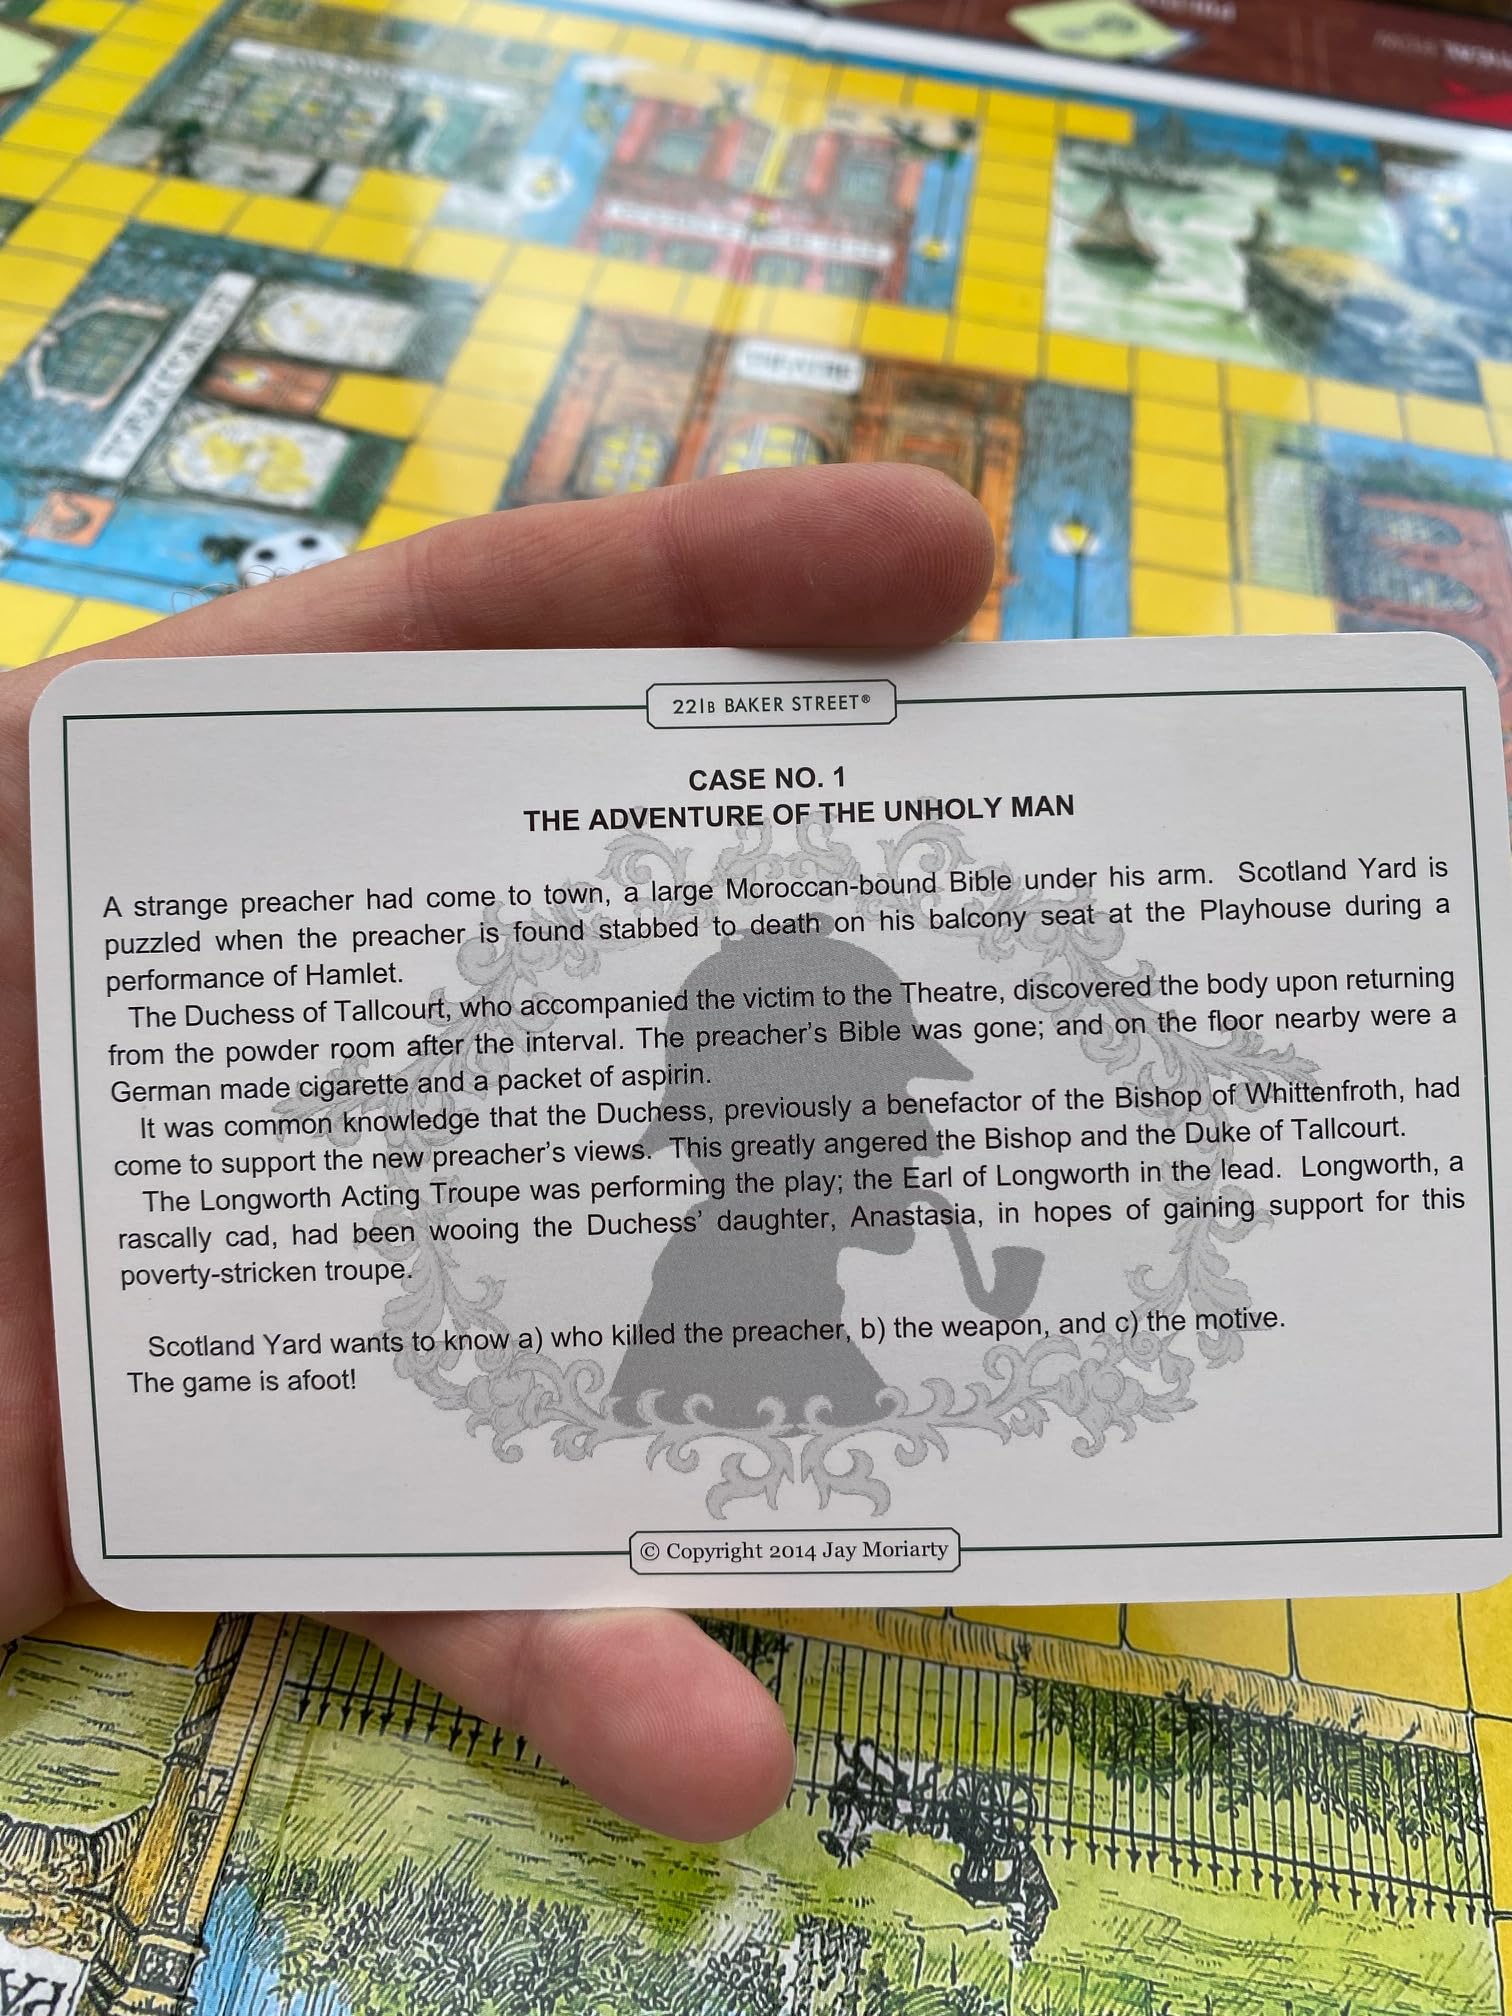 221B BAKER STREET®
CASE NO. 1
THE ADVENTURE OF THE UNHOLY MAN
A strange preacher had come to town, a large Moroccan-bound Bible under his arm. Scotland Yard is
puzzled when the preacher is found stabbed to death on his balcony seat at the Playhouse during a
performance of Hamlet.
The Duchess of Tallcourt, who accompanied the victim to the Theatre, discovered the body upon returning
from the powder room after the interval. The preacher's Bible was gone; and on the floor nearby were a
German made cigarette and a packet of aspirin.
It was common knowledge that the Duchess, previously a benefactor of the Bishop of Whittenfroth, had
come to support the new preacher's views. This greatly angered the Bishop and the Duke of Tallcourt.
The Longworth Acting Troupe was performing the play; the Earl of Longworth in the lead. Longworth, a
rascally cad, had been wooing the Duchess' daughter, Anastasia, in hopes of gaining support for this
poverty-stricken troupe.
Scotland Yard wants to know a) who killed the preacher, b) the weapon, and c) the motive.
The game is afoot!
© Copyright 2014 Jay Moriarty